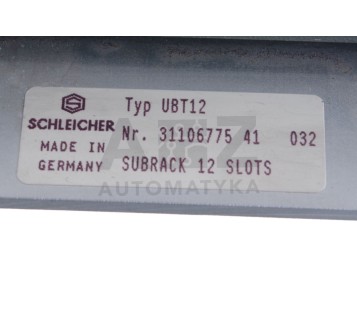 Typ UBT12
SCHLEICHER
Nr. 31106775 41 032
MADE IN
GERMANY
SUBRACK 12 SLOTS
AUTOMATYKA